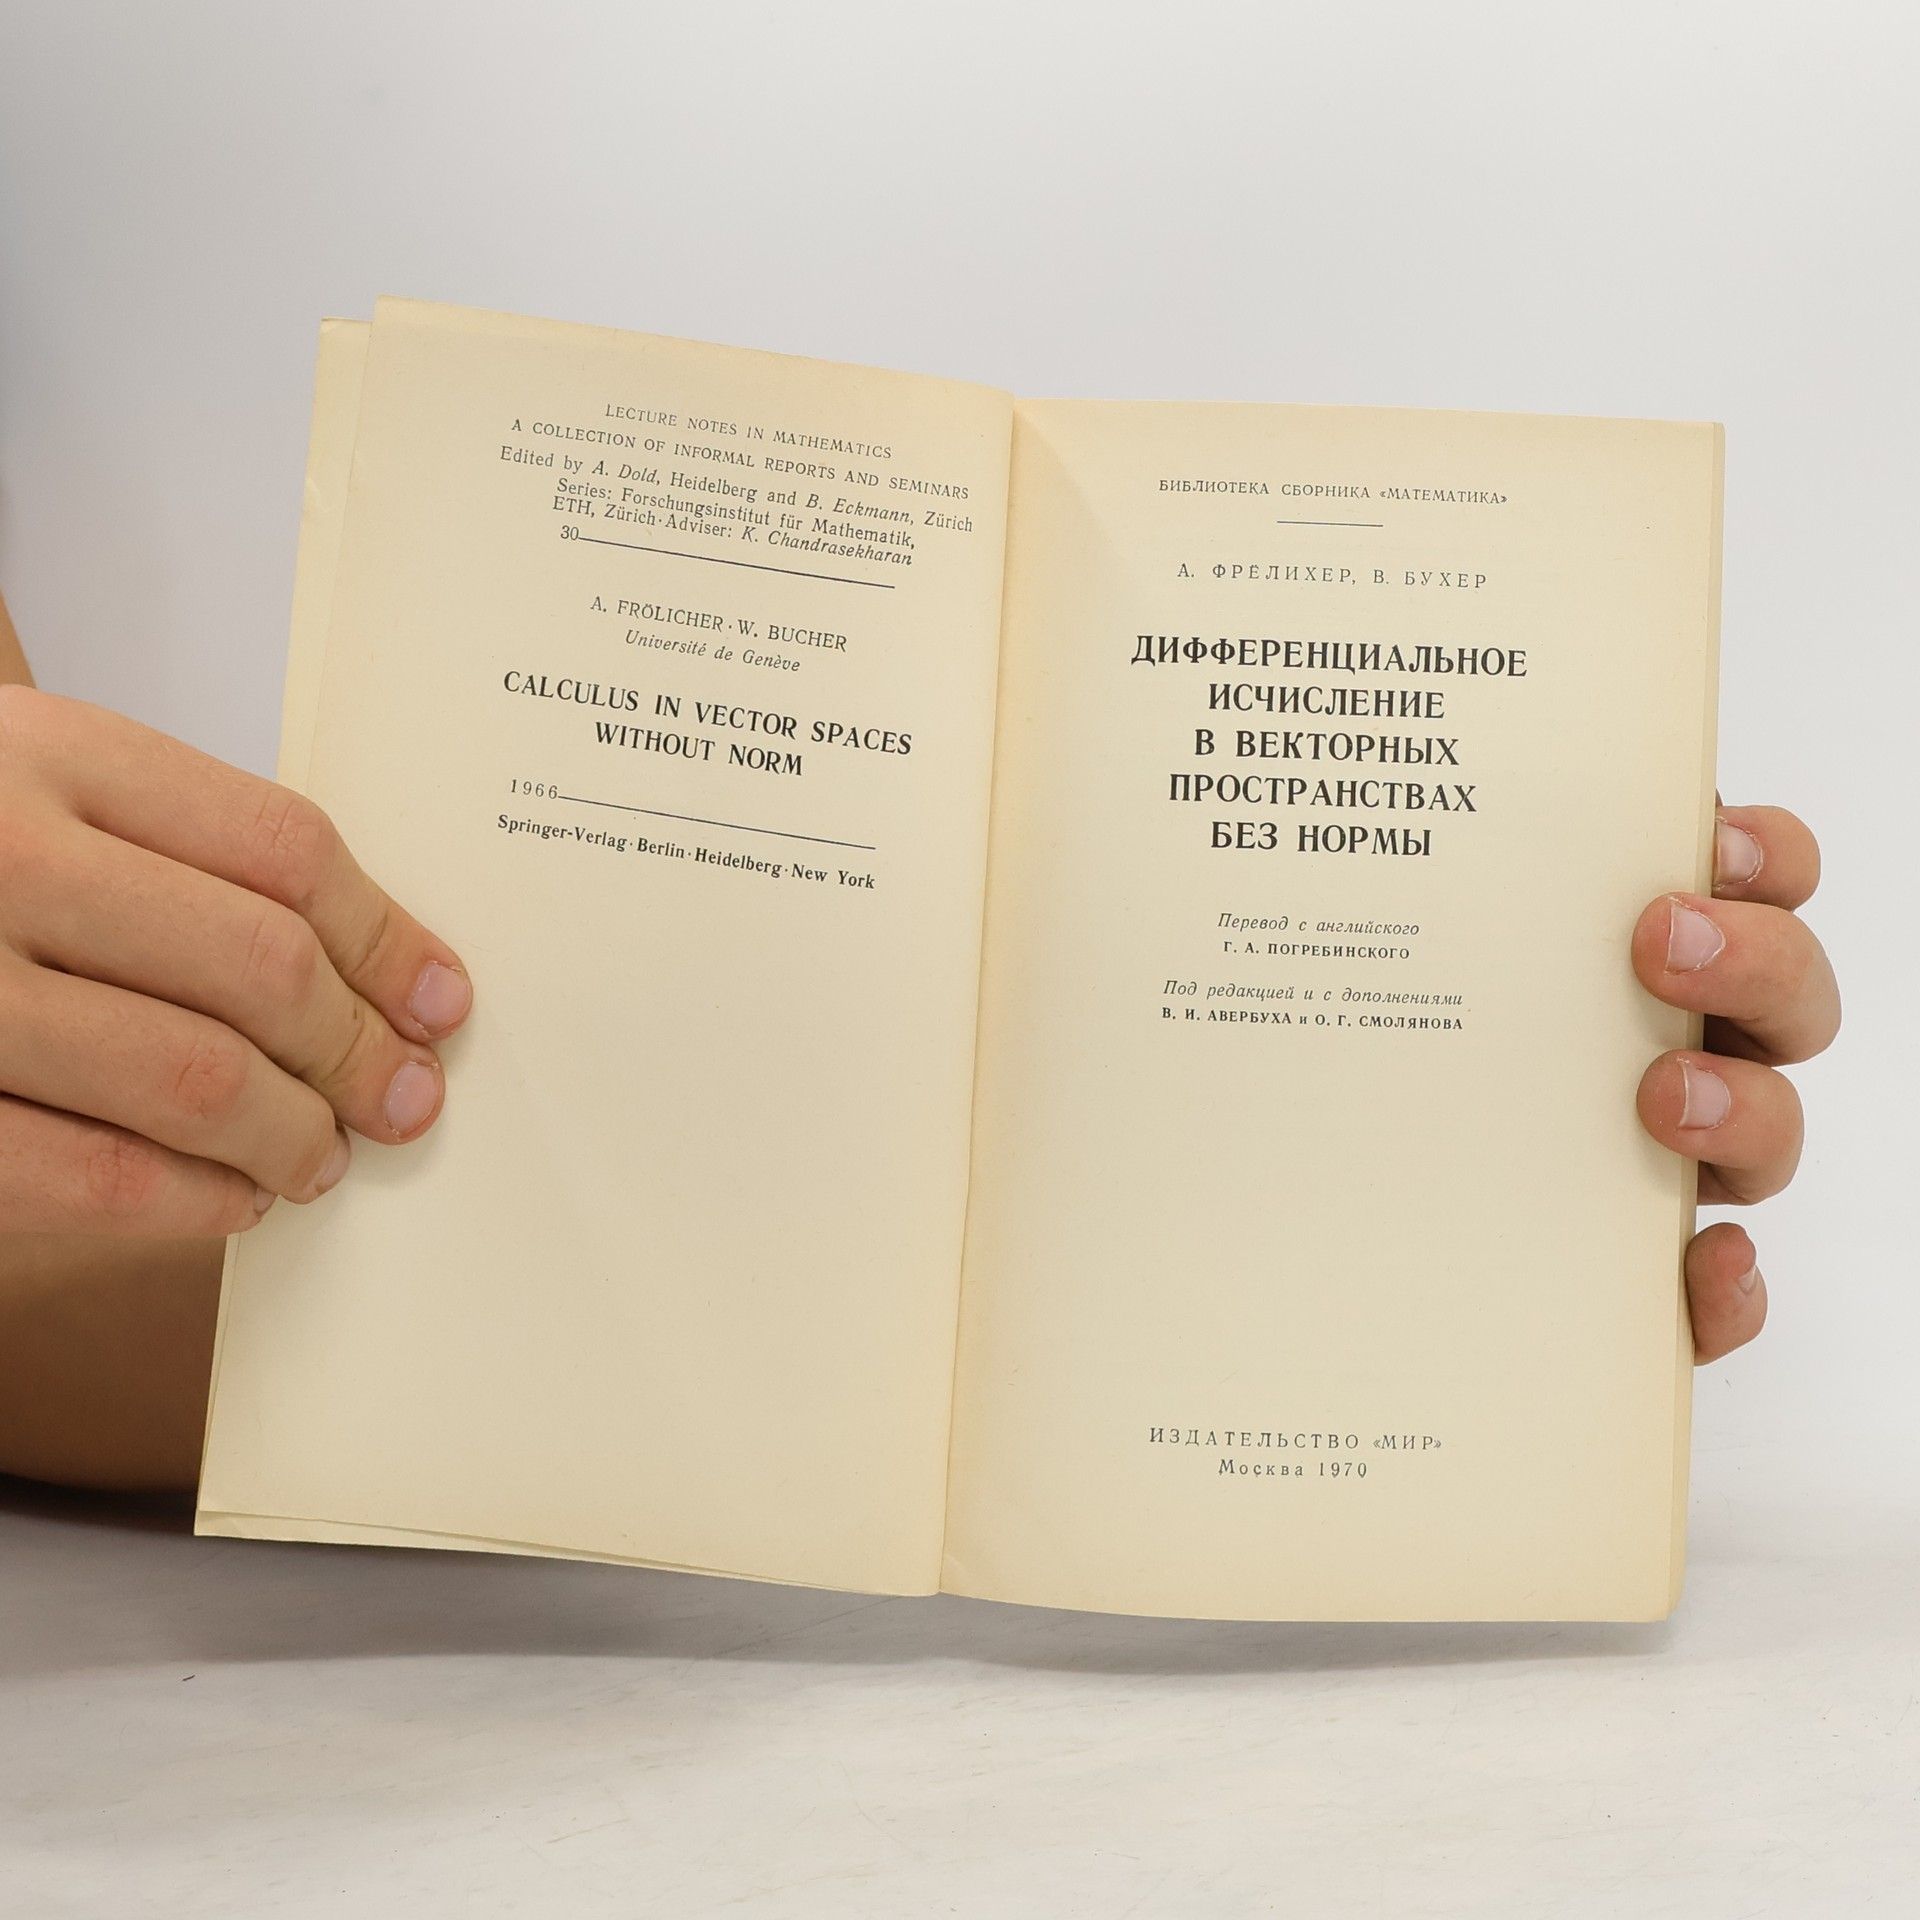 LECTURE NOTES IN MATHEMATICS
A COLLECTION OF INFORMAL REPORTS AND SEMINARS
Edited by A. Dold, Heidelberg and B. Eckmann, Zürich
Series: Forschungsinstitut für Mathematik,
ETH, Zürich · Adviser: K. Chandrasekharan
30
A. FRÖLICHER · W. BUCHER
Université de Genève
CALCULUS IN VECTOR SPACES
WITHOUT NORM
1966
Springer-Verlag · Berlin · Heidelberg · New York
БИБЛИОТЕКА СБОРНИКА «МАТЕМАТИКА»
А. ФРЁЛИХЕР, В. БУХЕР
ДИФФЕРЕНЦИАЛЬНОЕ
ИСЧИСЛЕНИЕ
В ВЕКТОРНЫХ
ПРОСТРАНСТВАХ
БЕЗ НОРМЫ
Перевод с английского
Г. А. ПОГРЕБИНСКОГО
Под редакцией и с дополнениями
В. И. АВЕРБУХА и О. Г. СМОЛЯНОВА
ИЗДАТЕЛЬСТВО «МИР»
Москва 1970